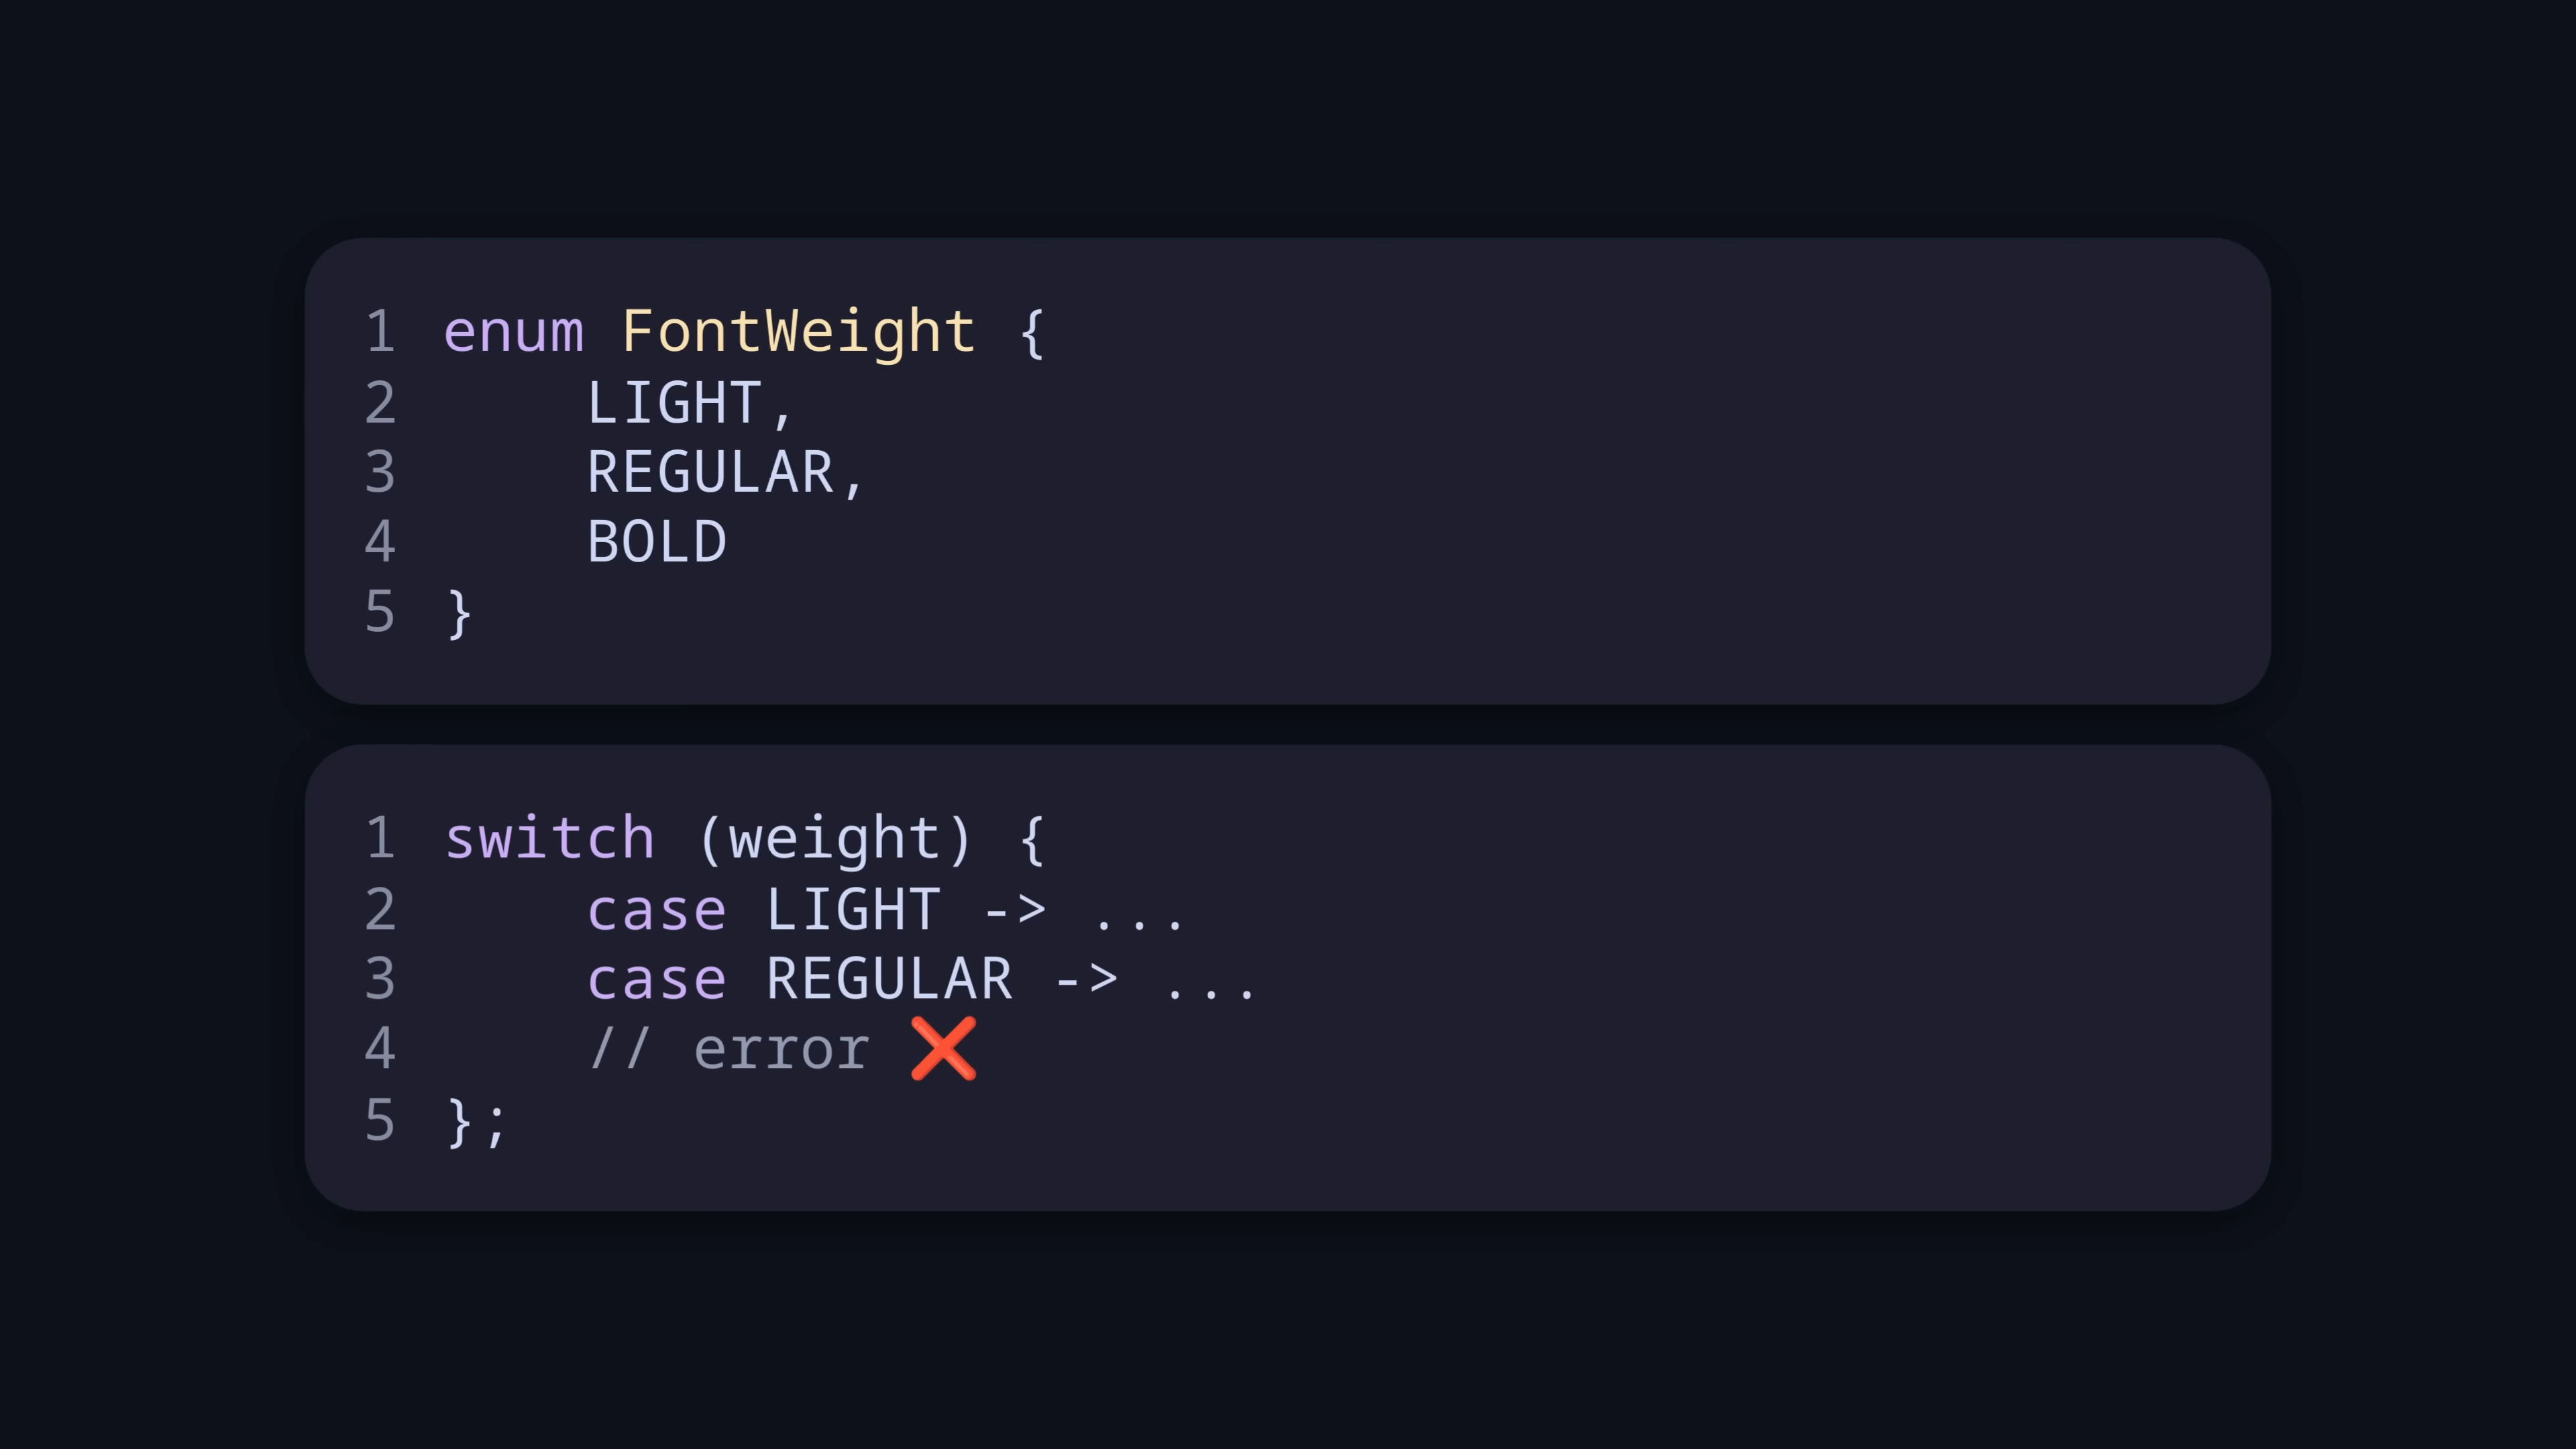 1 enum FontWeight {
2     LIGHT,
3     REGULAR,
4     BOLD
5 }
1 switch (weight) {
2     case LIGHT -> ...
3     case REGULAR -> ...
4     // error ❌
5 };